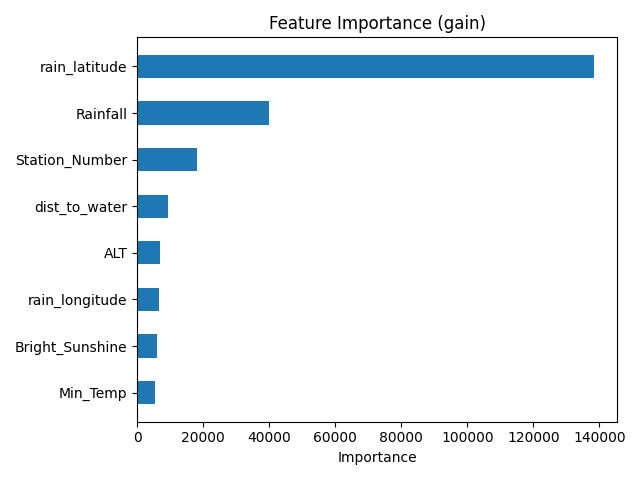 Feature Importance (gain)
rain_latitude
Rainfall
Station_Number
dist_to_water
ALT
rain_longitude
Bright_Sunshine
Min_Temp
0 20000 40000 60000 80000 100000 120000 140000
Importance